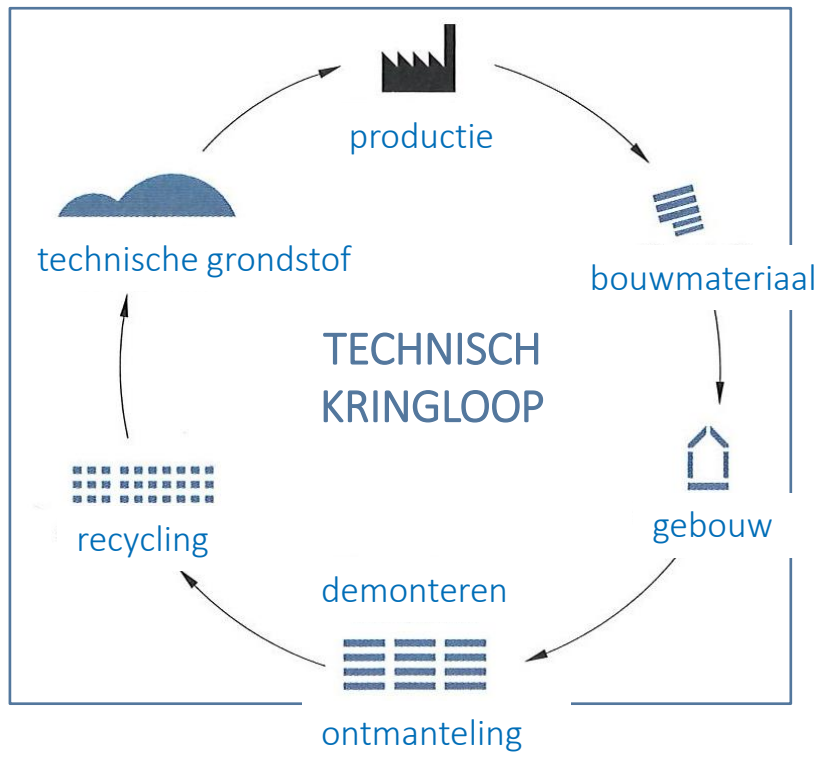 productie
technische grondstof
bouwmateriaal
TECHNISCH
KRINGLOOP
gebouw
recycling
demonteren
ontmanteling